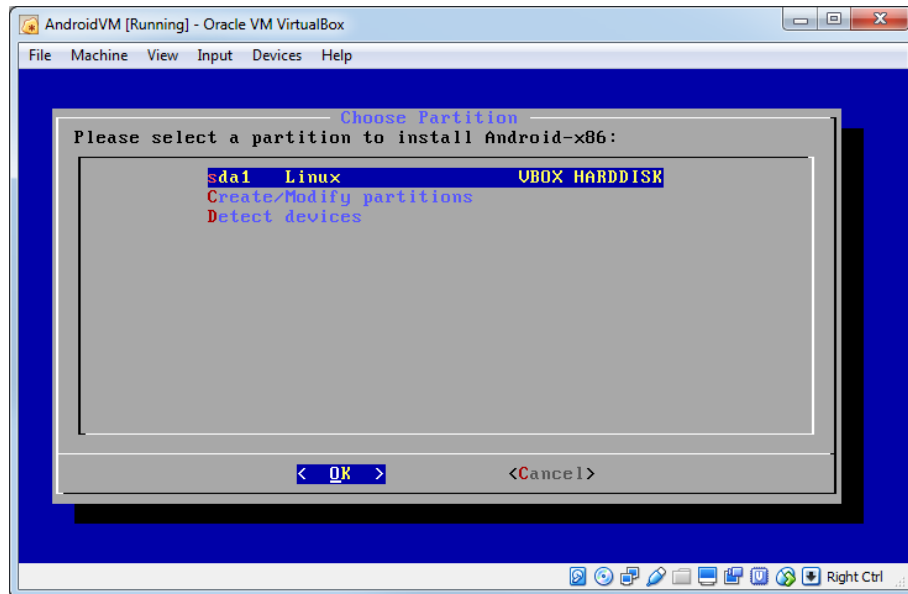 AndroidVM [Running] - Oracle VM VirtualBox
File Machine View Input Devices Help
Choose Partition
Please select a partition to install Android-x86:
sda1 Linux VBOX HARDDISK
Create/Modify partitions
Detect devices
< OK > <Cancel>
Right Ctrl